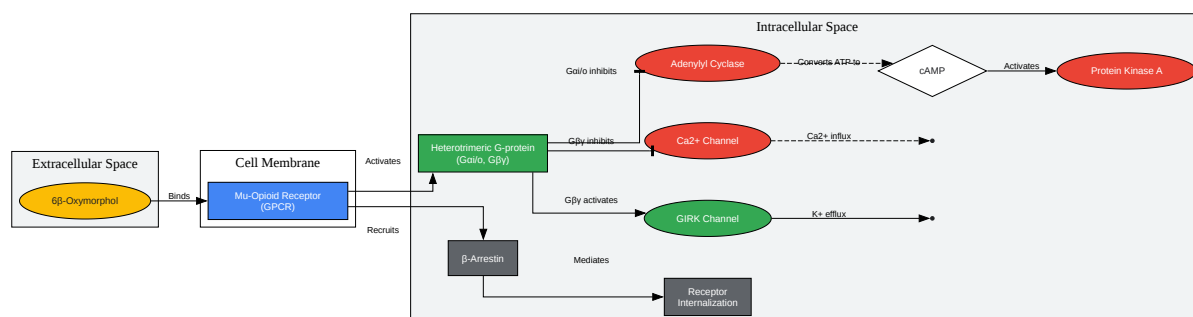 Intracellular Space
Gαi/o inhibits
Adenylyl Cyclase
Converts ATP to
cAMP
Activates
Protein Kinase A
Heterotrimeric G-protein
(Gαi/o, Gβγ)
Gβγ inhibits
Ca2+ Channel
Ca2+ influx
Extracellular Space
6β-Oxymorphol
Binds
Cell Membrane
Mu-Opioid Receptor
(GPCR)
Activates
Gβγ activates
GIRK Channel
K+ efflux
Recruits
β-Arrestin
Mediates
Receptor
Internalization